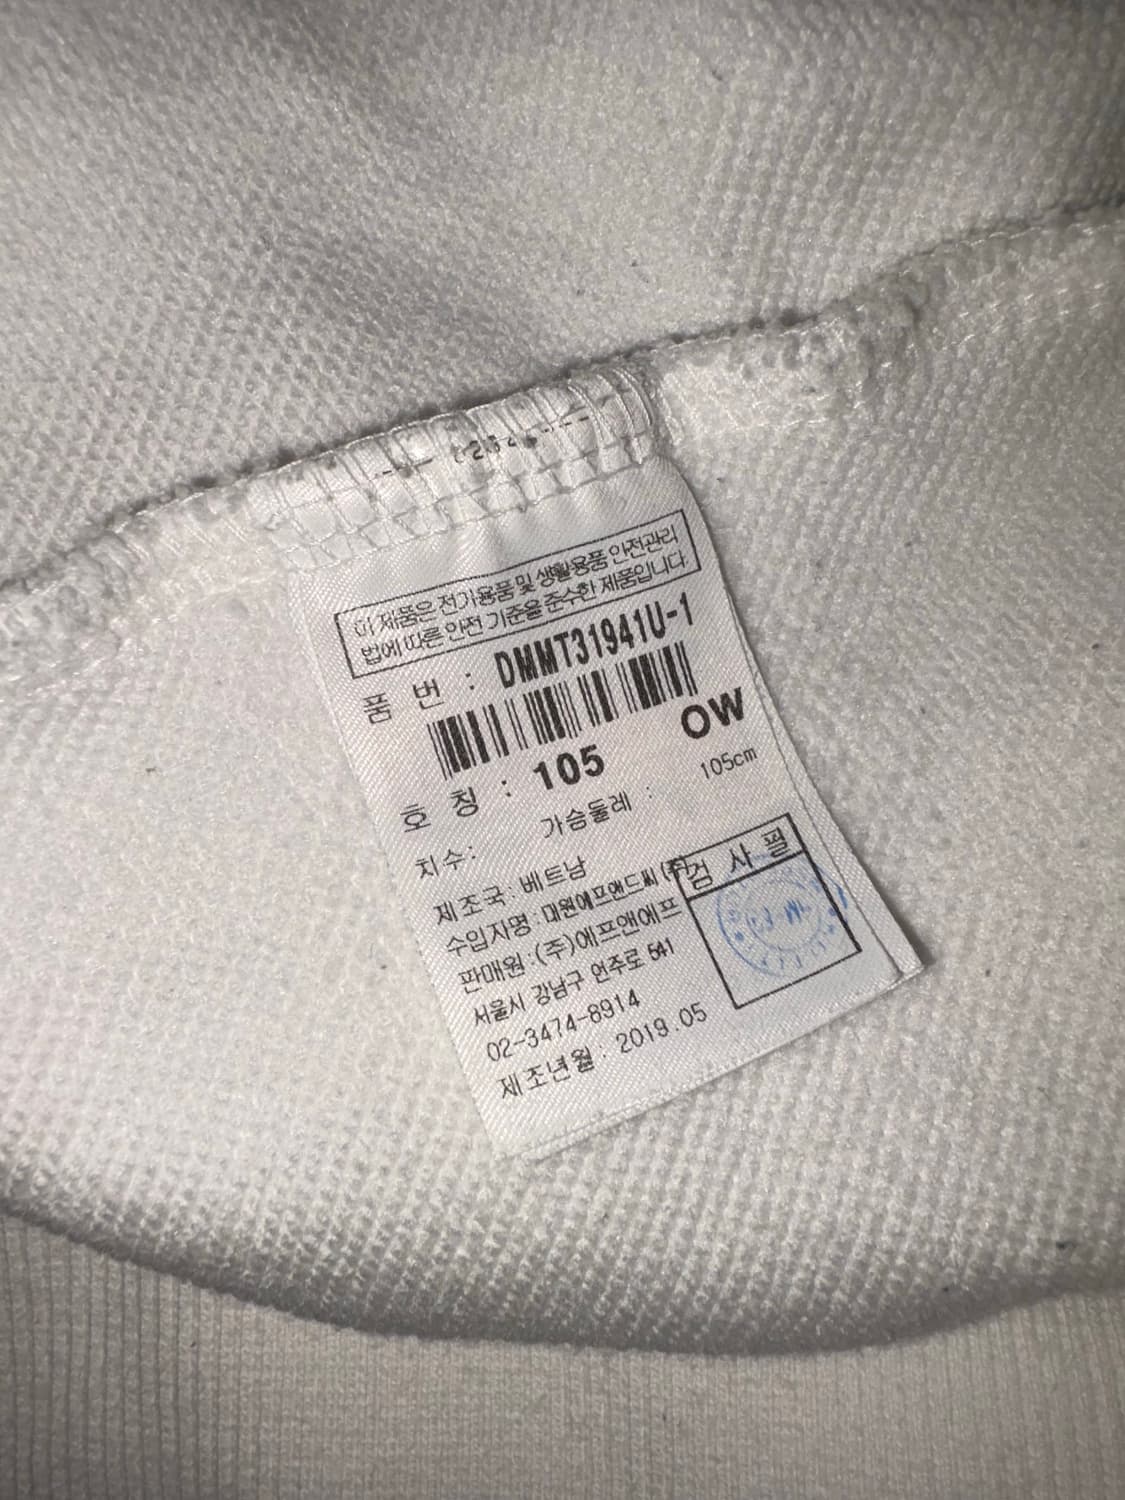 이 제품은 전기용품 및 생활용품 안전관리
법에 따른 안전 기준을 준수한 제품입니다.
품 번 : DMMT31941U-1
호 칭 : 105 OW
치수: 가슴둘레 : 105cm
제조국: 베트남
수입자명 : 대원에프앤드씨 (주)
판매원 : (주)에프앤에프
서울시 강남구 언주로 541
02-3474-8914
제조년월 : 2019.05
검 사 필